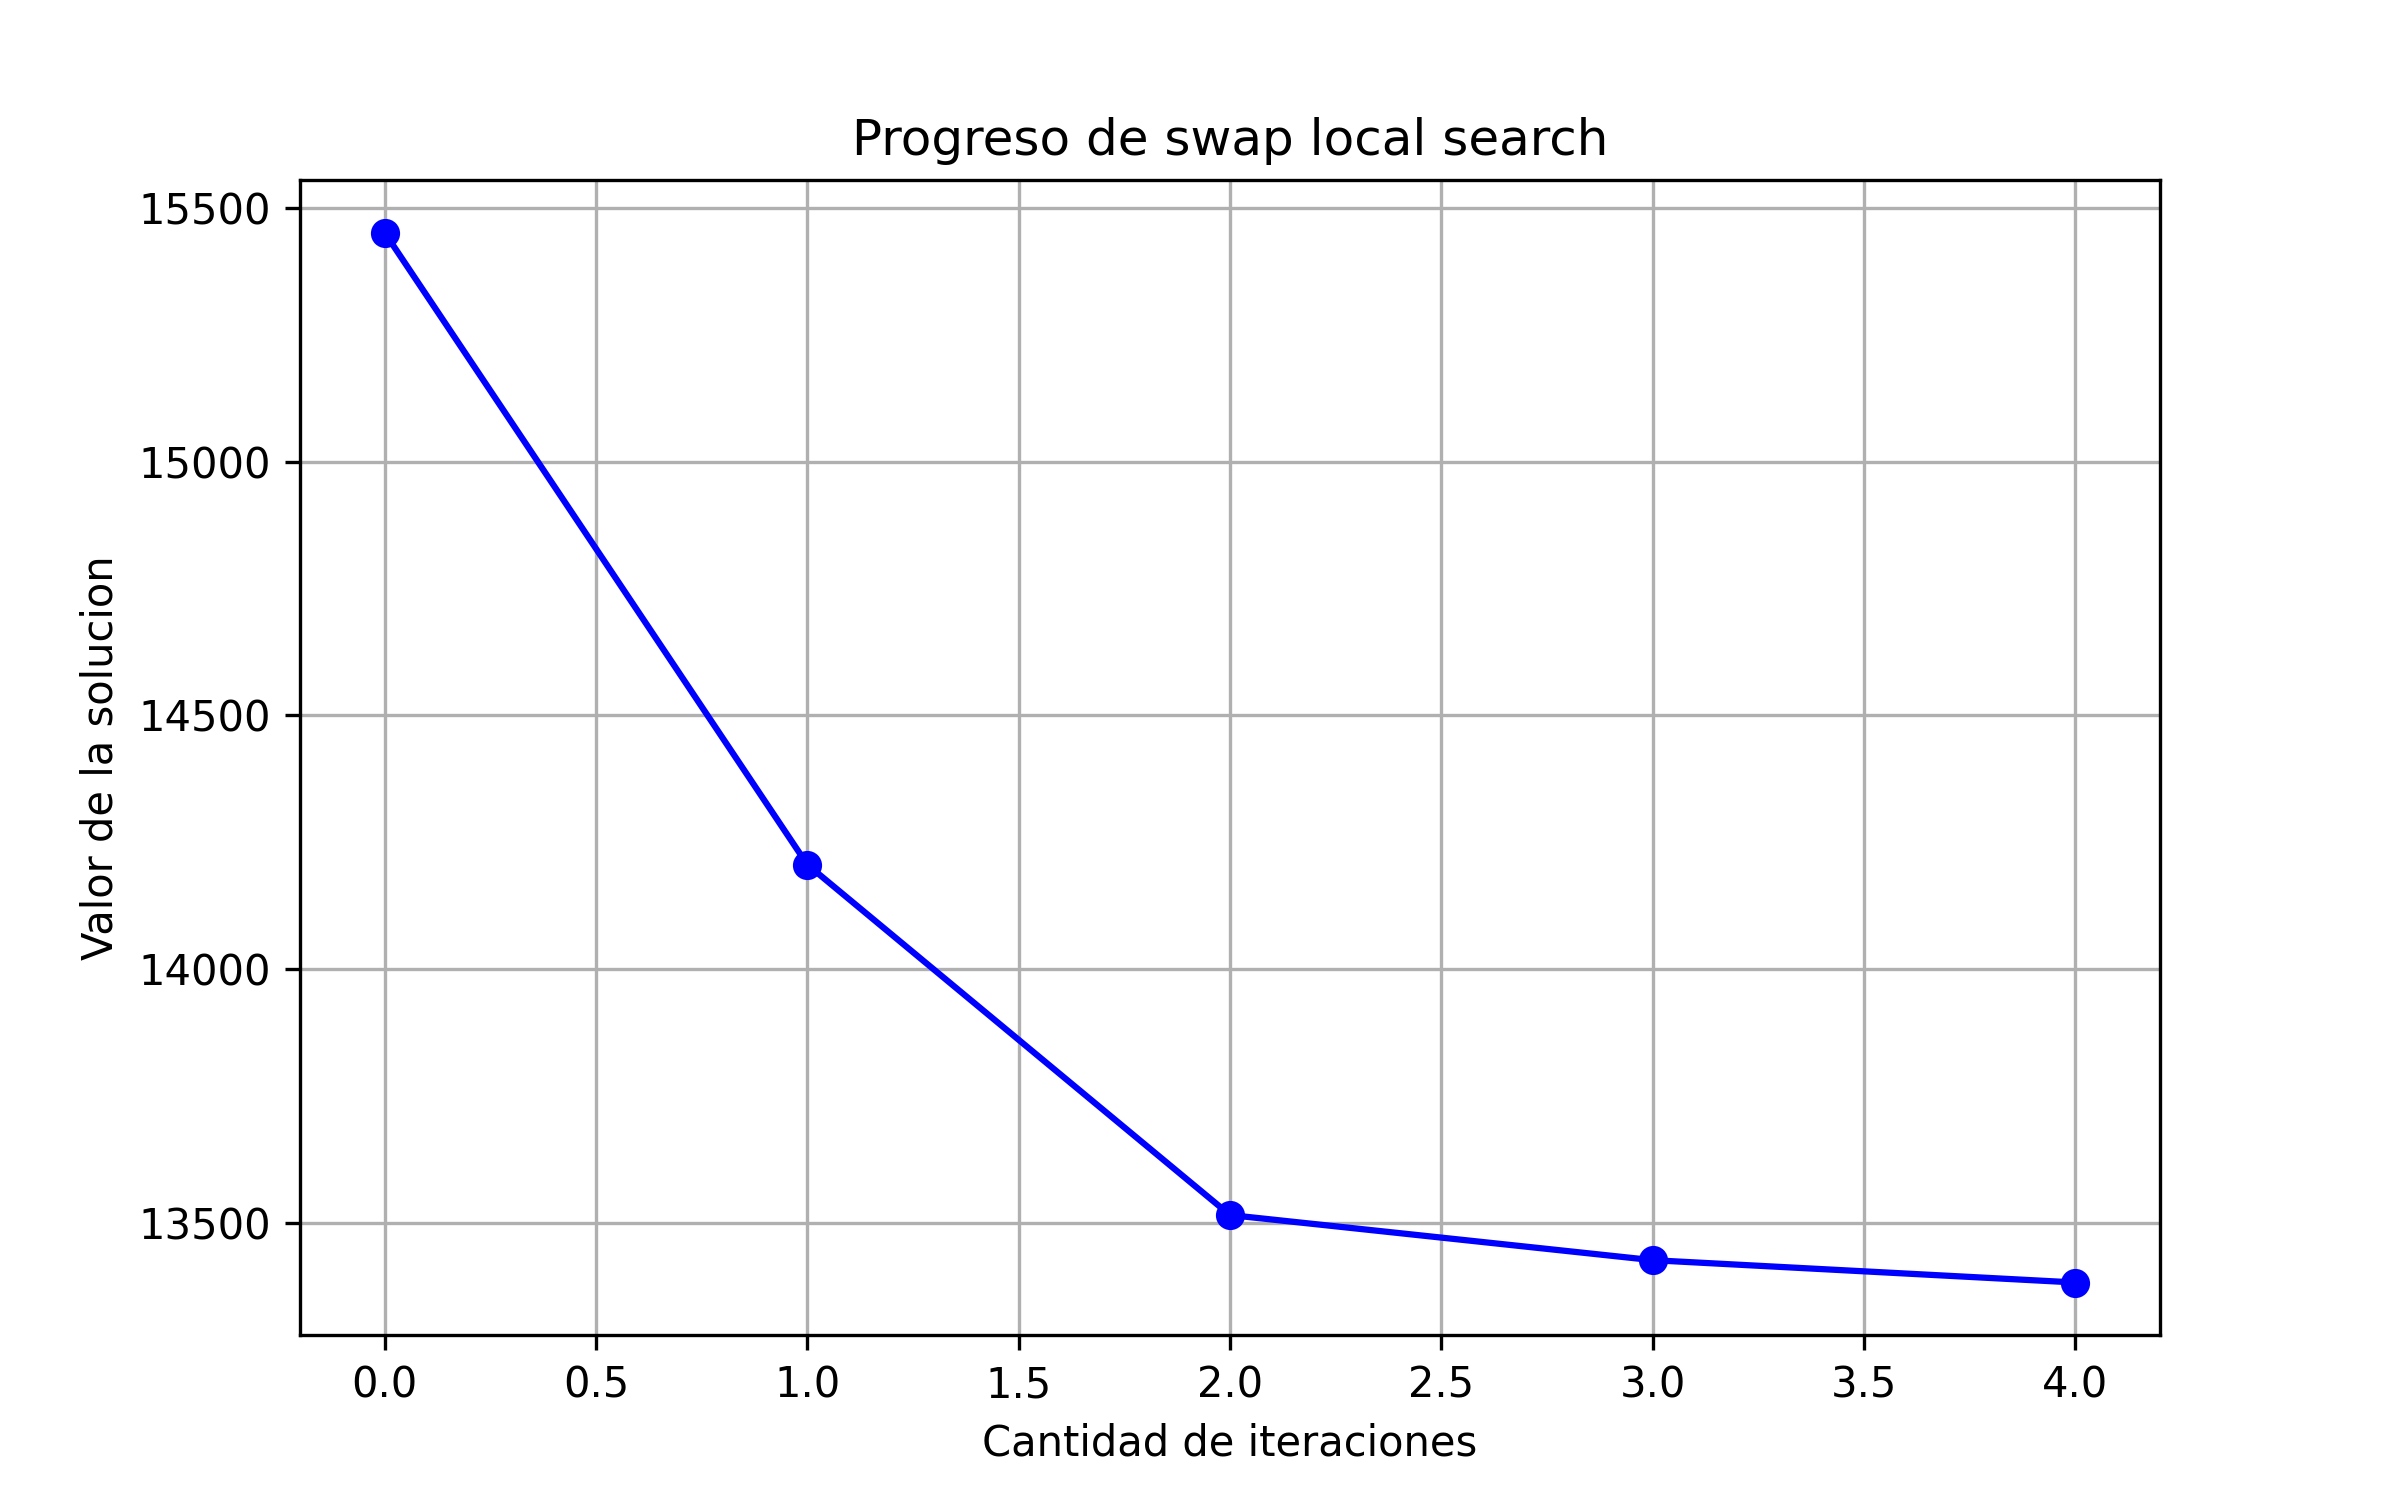 Progreso de swap local search
Valor de la solucion
15500
15000
14500
14000
13500
0.0 0.5 1.0 1.5 2.0 2.5 3.0 3.5 4.0
Cantidad de iteraciones